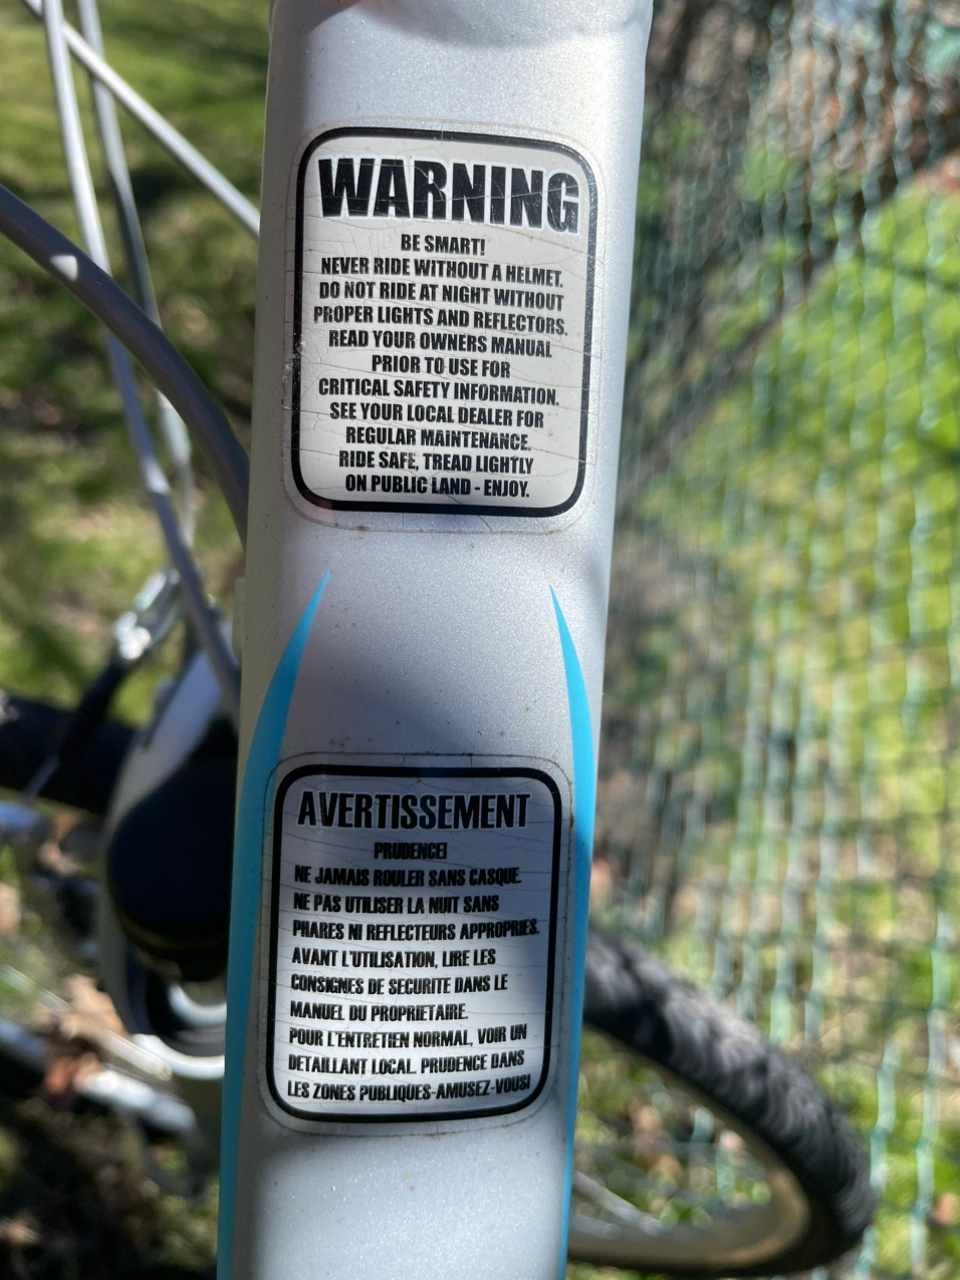 WARNING
BE SMART!
NEVER RIDE WITHOUT A HELMET.
DO NOT RIDE AT NIGHT WITHOUT
PROPER LIGHTS AND REFLECTORS.
READ YOUR OWNERS MANUAL
PRIOR TO USE FOR
CRITICAL SAFETY INFORMATION.
SEE YOUR LOCAL DEALER FOR
REGULAR MAINTENANCE.
RIDE SAFE, TREAD LIGHTLY
ON PUBLIC LAND - ENJOY.
AVERTISSEMENT
PRUDENCE!
NE JAMAIS ROULER SANS CASQUE.
NE PAS UTILISER LA NUIT SANS
PHARES NI REFLECTEURS APPROPRIES.
AVANT L'UTILISATION, LIRE LES
CONSIGNES DE SECURITE DANS LE
MANUEL DU PROPRIETAIRE.
POUR L'ENTRETIEN NORMAL, VOIR UN
DETAILLANT LOCAL. PRUDENCE DANS
LES ZONES PUBLIQUES-AMUSEZ-VOUS!